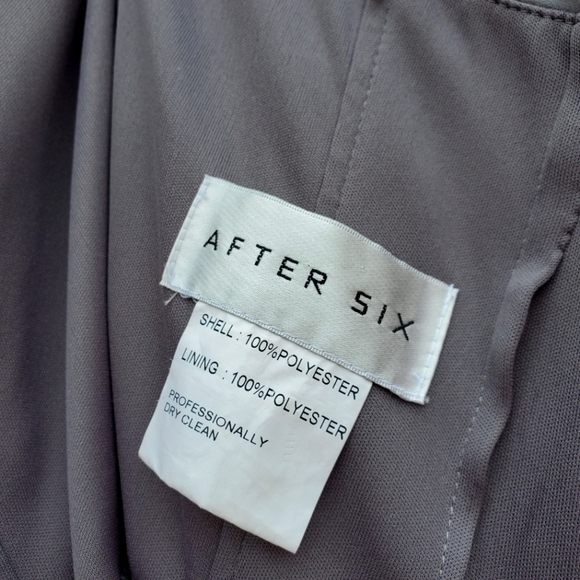 AFTER SIX
SHELL : 100%POLYESTER
LINING : 100%POLYESTER
PROFESSIONALLY
DRY CLEAN